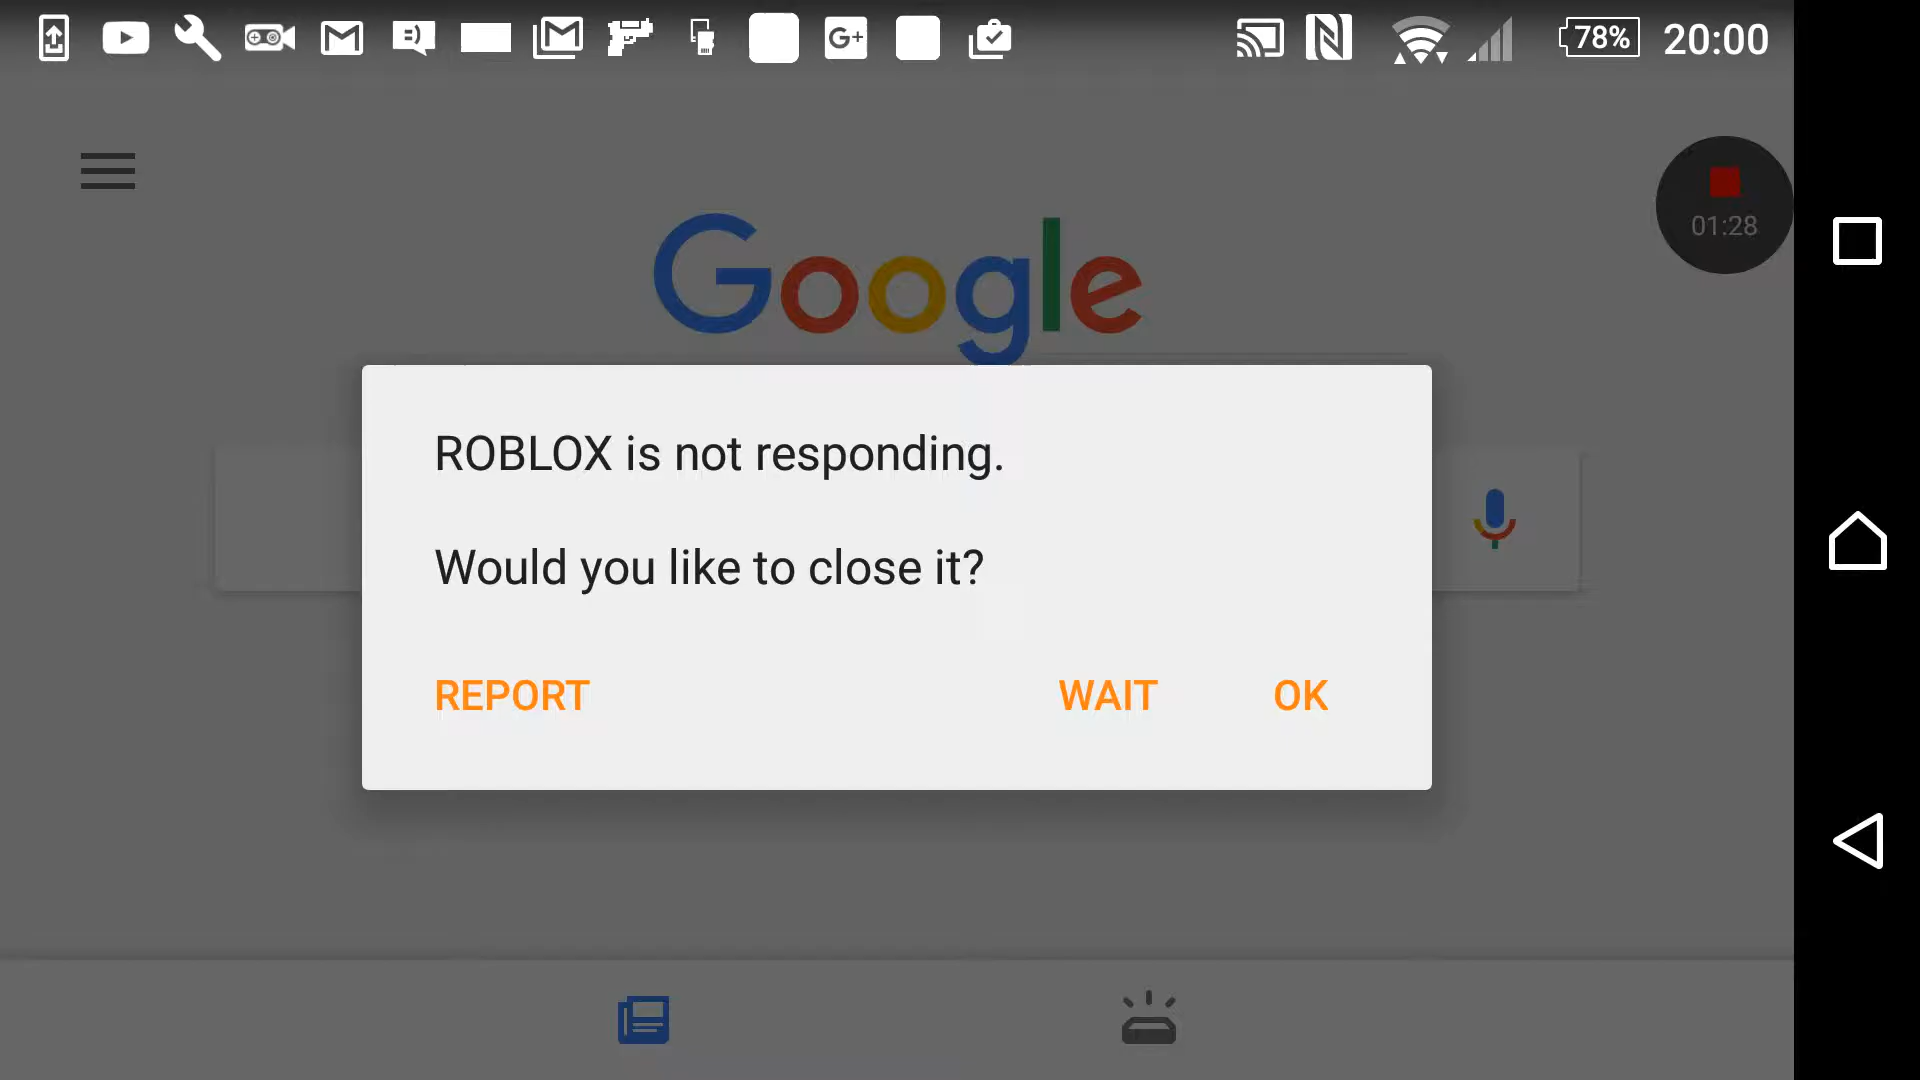 G+
78%
20:00
01:28
Google
ROBLOX is not responding.
Would you like to close it?
REPORT
WAIT
OK